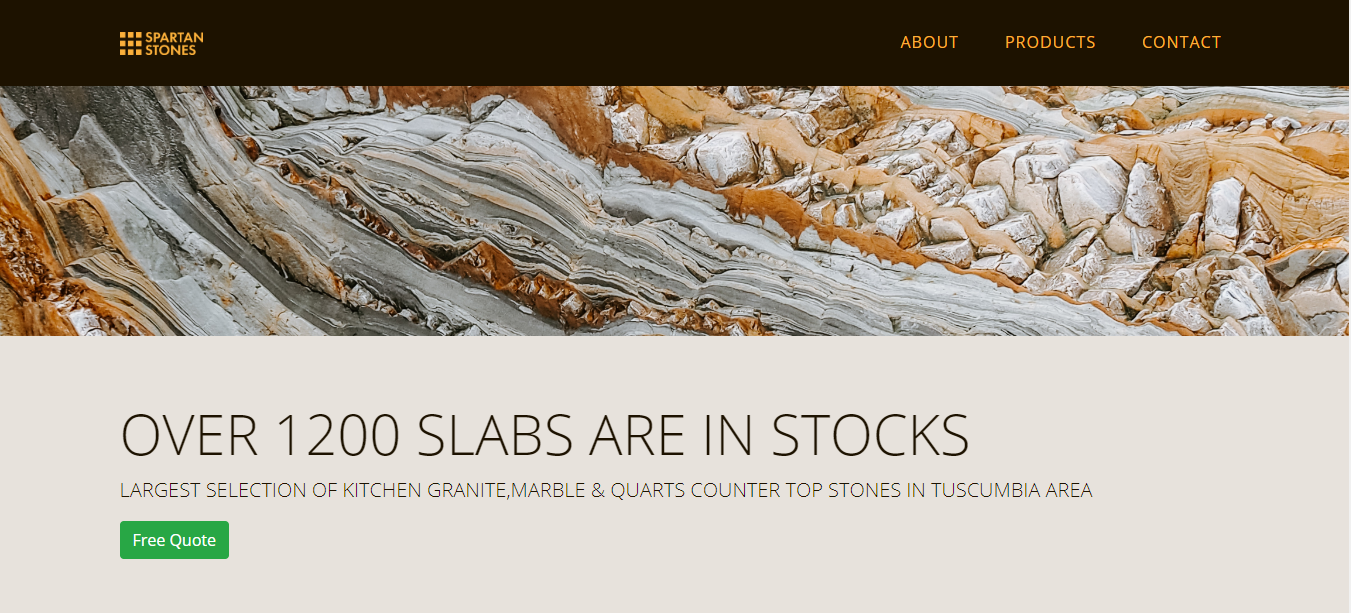 SPARTAN
STONES
ABOUT PRODUCTS CONTACT
OVER 1200 SLABS ARE IN STOCKS
LARGEST SELECTION OF KITCHEN GRANITE,MARBLE & QUARTS COUNTER TOP STONES IN TUSCUMBIA AREA
Free Quote